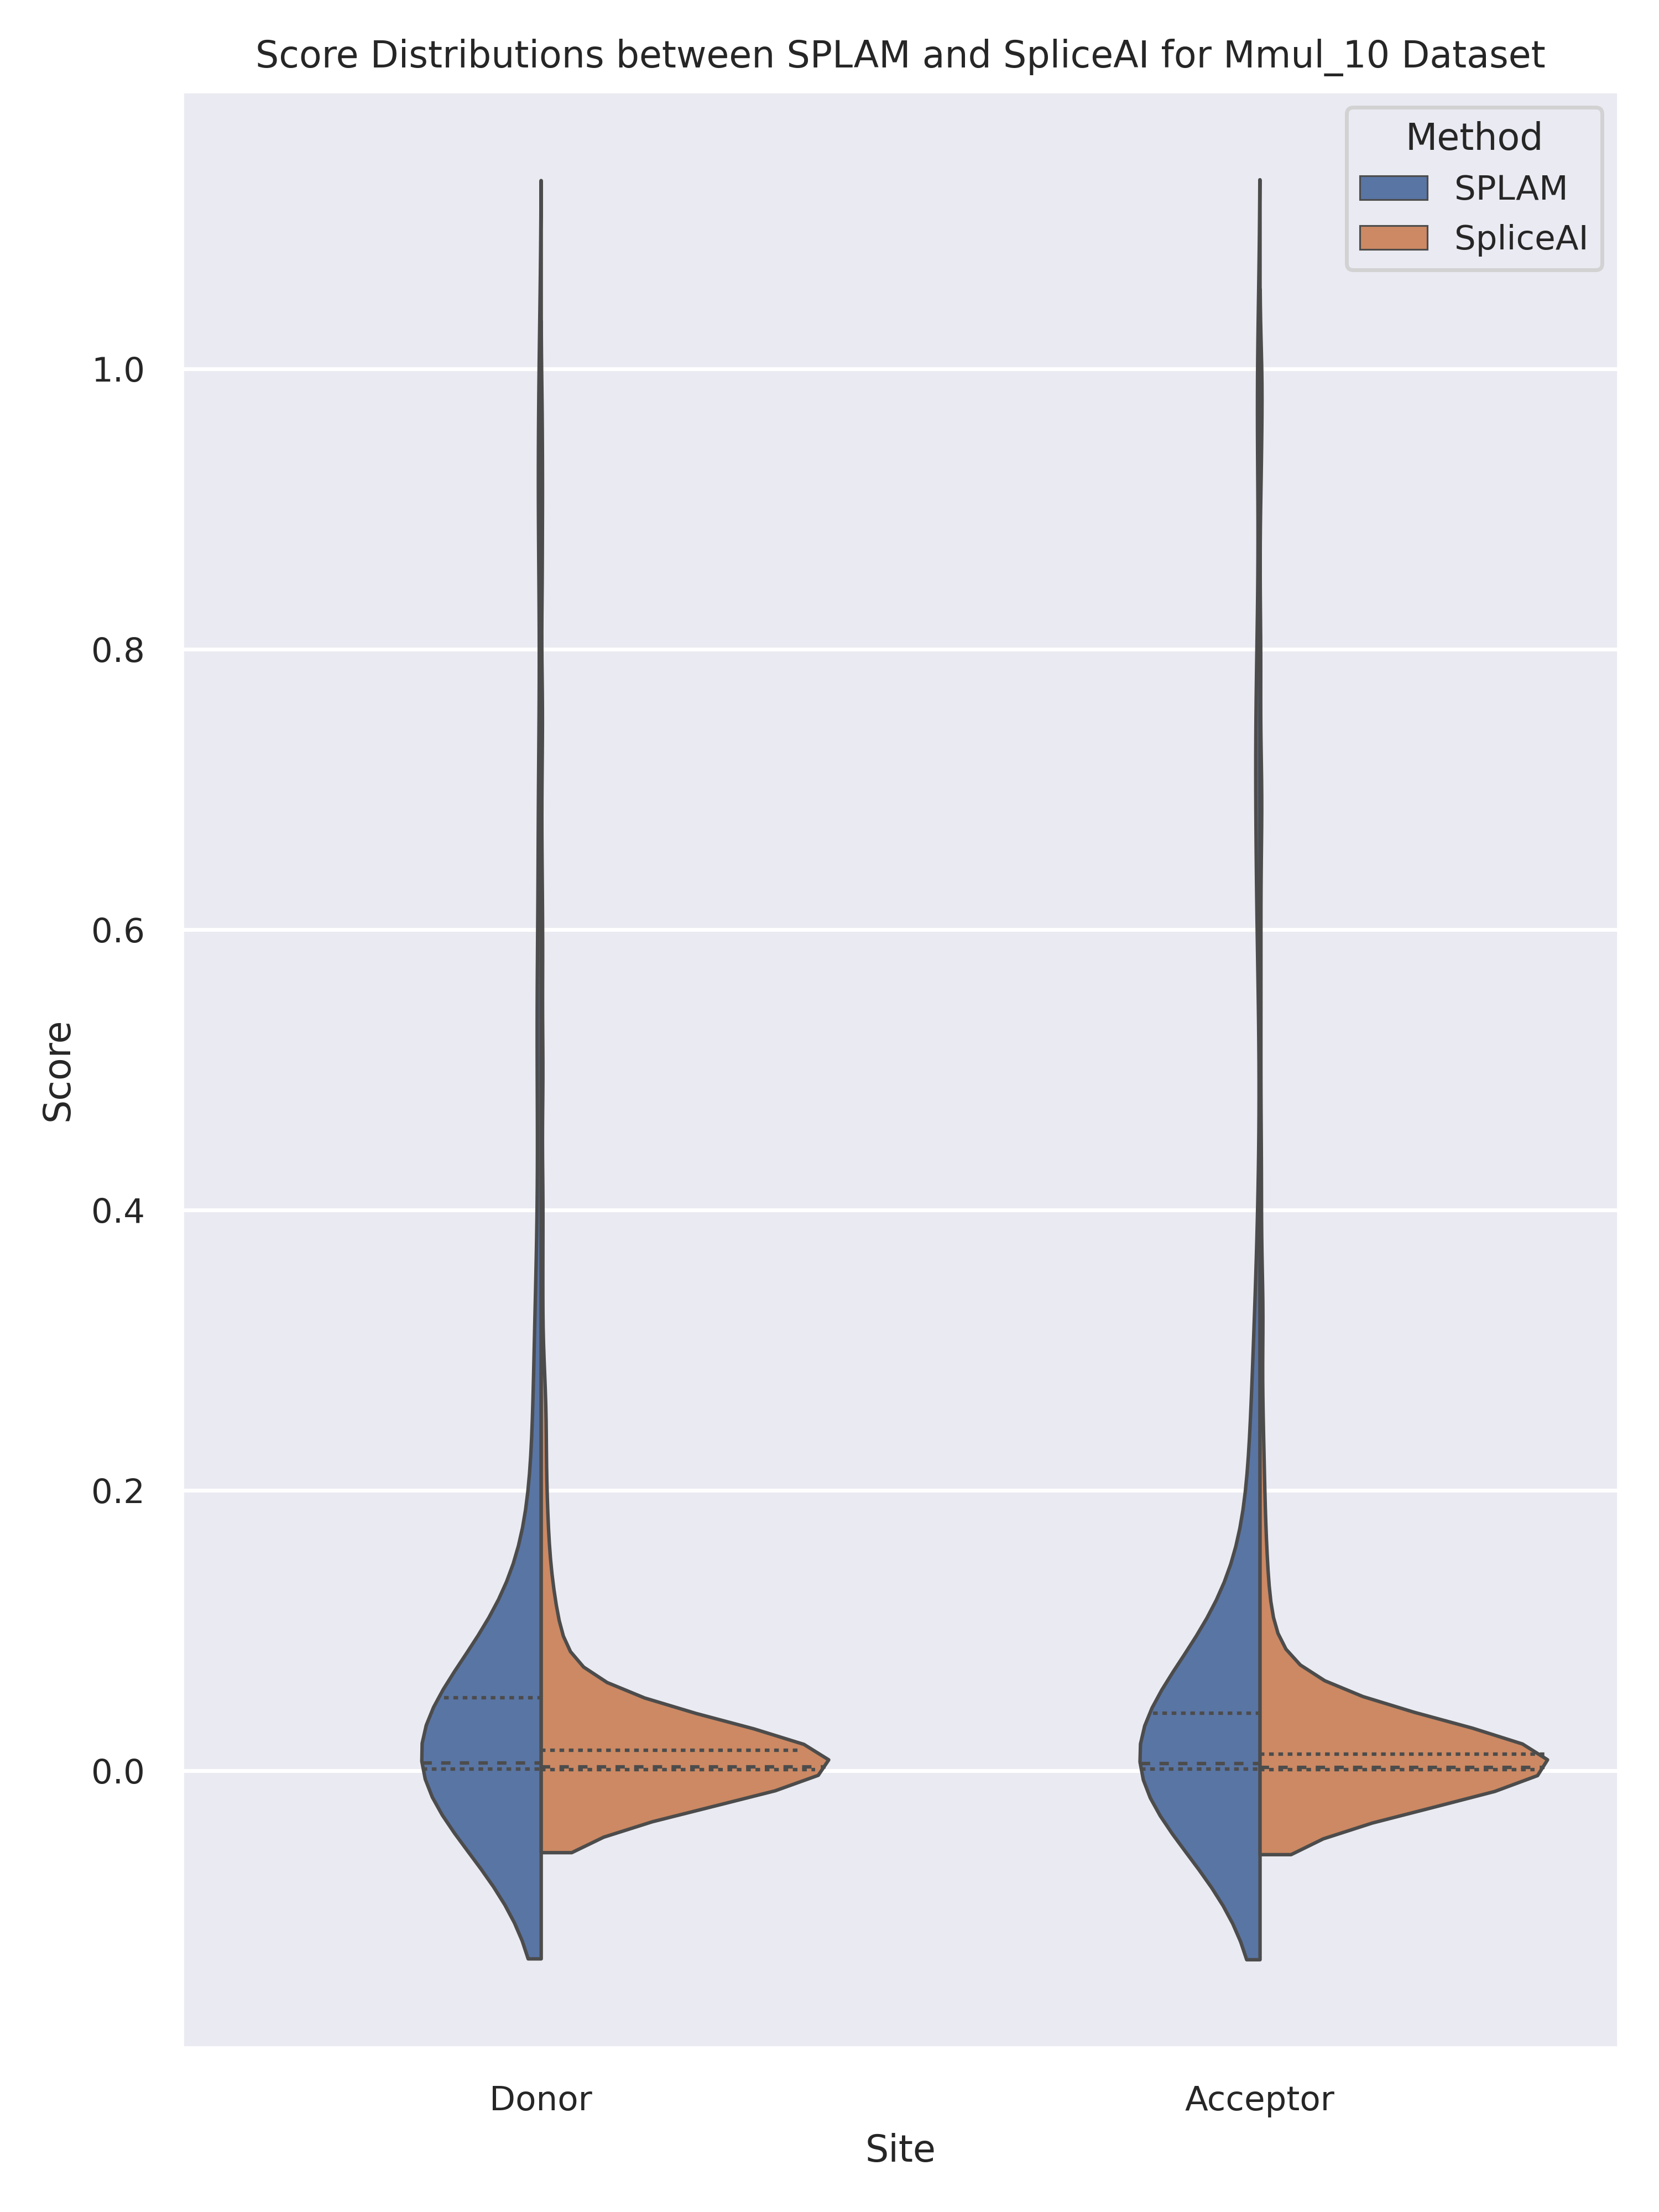 Score Distributions between SPLAM and SpliceAI for Mmul_10 Dataset
Method
SPLAM
SpliceAI
1.0
0.8
0.6
0.4
0.2
0.0
Score
Donor
Acceptor
Site